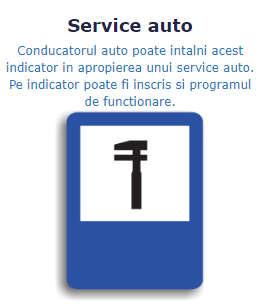 Service auto
Conducatorul auto poate intalni acest
indicator in apropierea unui service auto.
Pe indicator poate fi inscris si programul
de functionare.